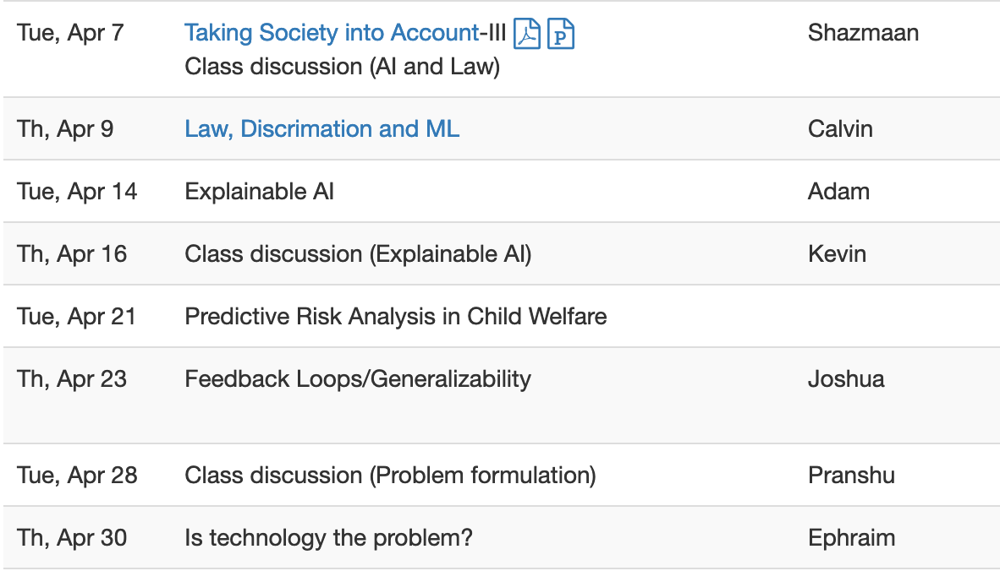 Tue, Apr 7 Taking Society into Account-III Shazmaan
Class discussion (AI and Law)
Th, Apr 9 Law, Discrimation and ML Calvin
Tue, Apr 14 Explainable AI Adam
Th, Apr 16 Class discussion (Explainable AI) Kevin
Tue, Apr 21 Predictive Risk Analysis in Child Welfare
Th, Apr 23 Feedback Loops/Generalizability Joshua
Tue, Apr 28 Class discussion (Problem formulation) Pranshu
Th, Apr 30 Is technology the problem? Ephraim